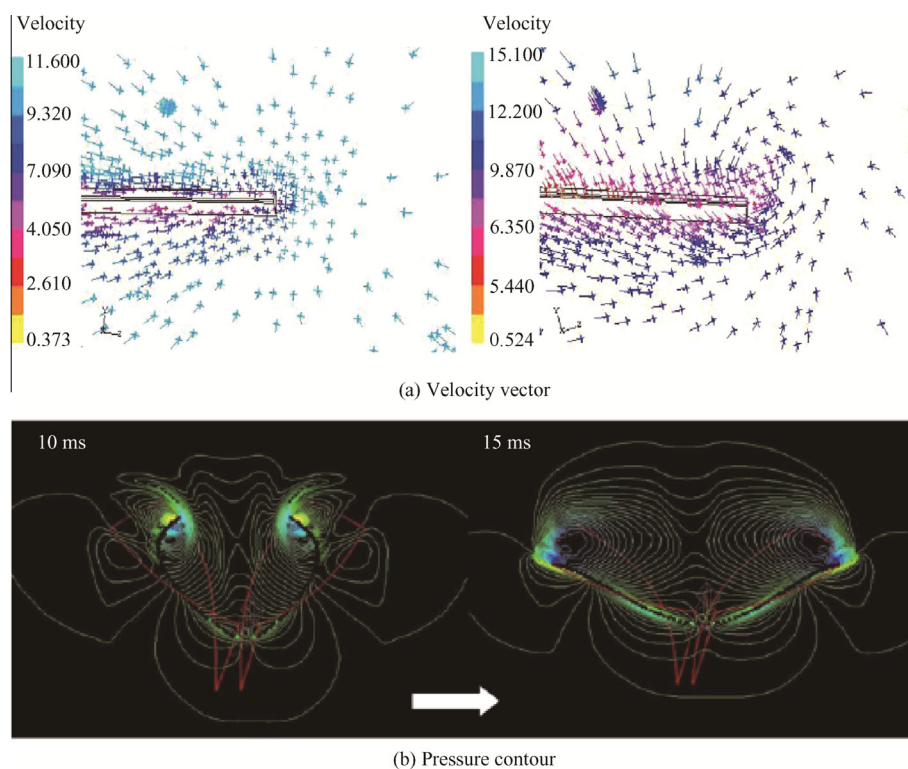 Velocity
11.600
9.320
7.090
4.050
2.610
0.373
Velocity
15.100
12.200
9.870
6.350
5.440
0.524
(a) Velocity vector
10 ms
15 ms
(b) Pressure contour